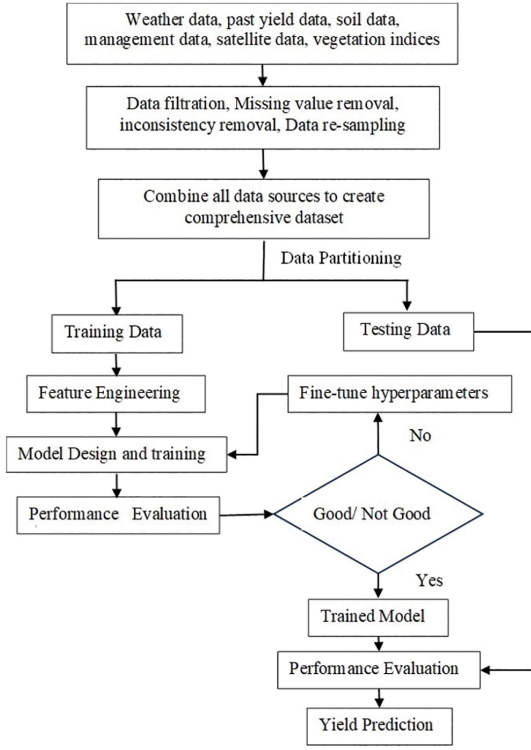 Weather data, past yield data, soil data,
management data, satellite data, vegetation indices
Data filtration, Missing value removal,
inconsistency removal, Data re-sampling
Combine all data sources to create
comprehensive dataset
Data Partitioning
Training Data
Testing Data
Feature Engineering
Fine-tune hyperparameters
No
Model Design and training
Performance Evaluation
Good/ Not Good
Yes
Trained Model
Performance Evaluation
Yield Prediction